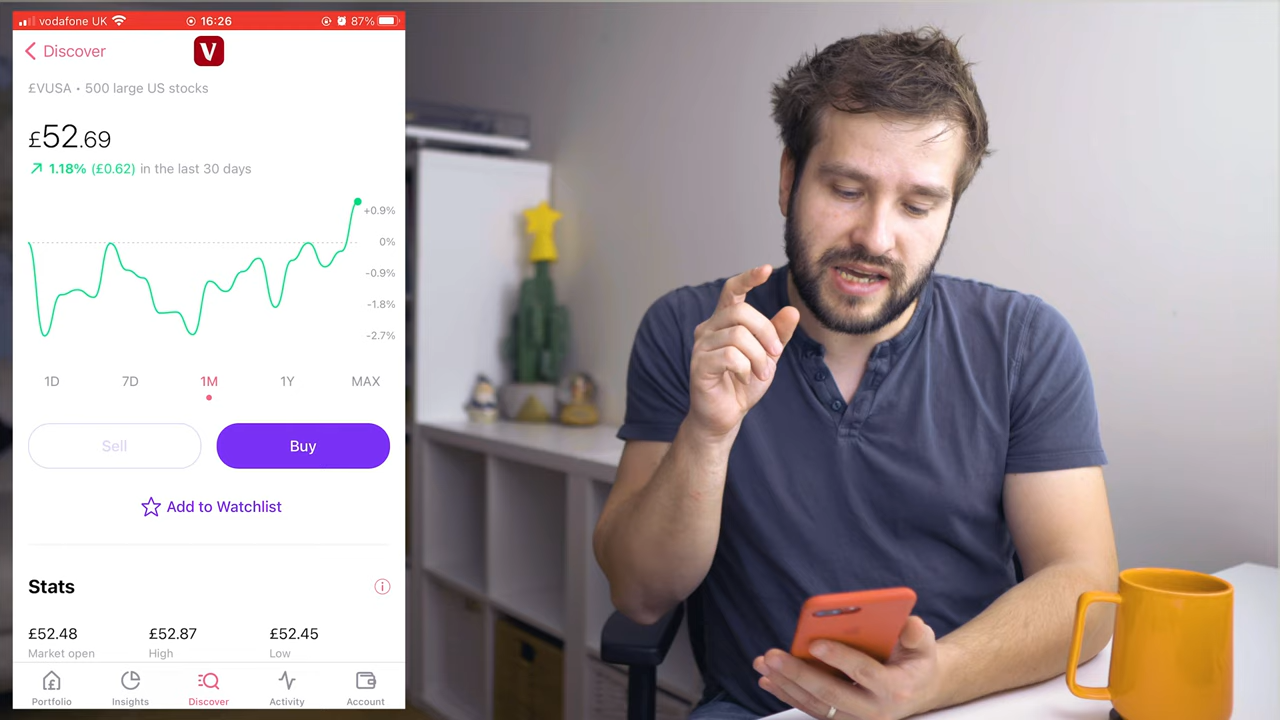 vodafone UK 16:26 87%
Discover V
£VUSA • 500 large US stocks
£52.69
1.18% (£0.62) in the last 30 days
+0.9%
0%
-0.9%
-1.8%
-2.7%
1D 7D 1M 1Y MAX
Sell Buy
Add to Watchlist
Stats i
£52.48 £52.87 £52.45
Market open High Low
Portfolio Insights Discover Activity Account